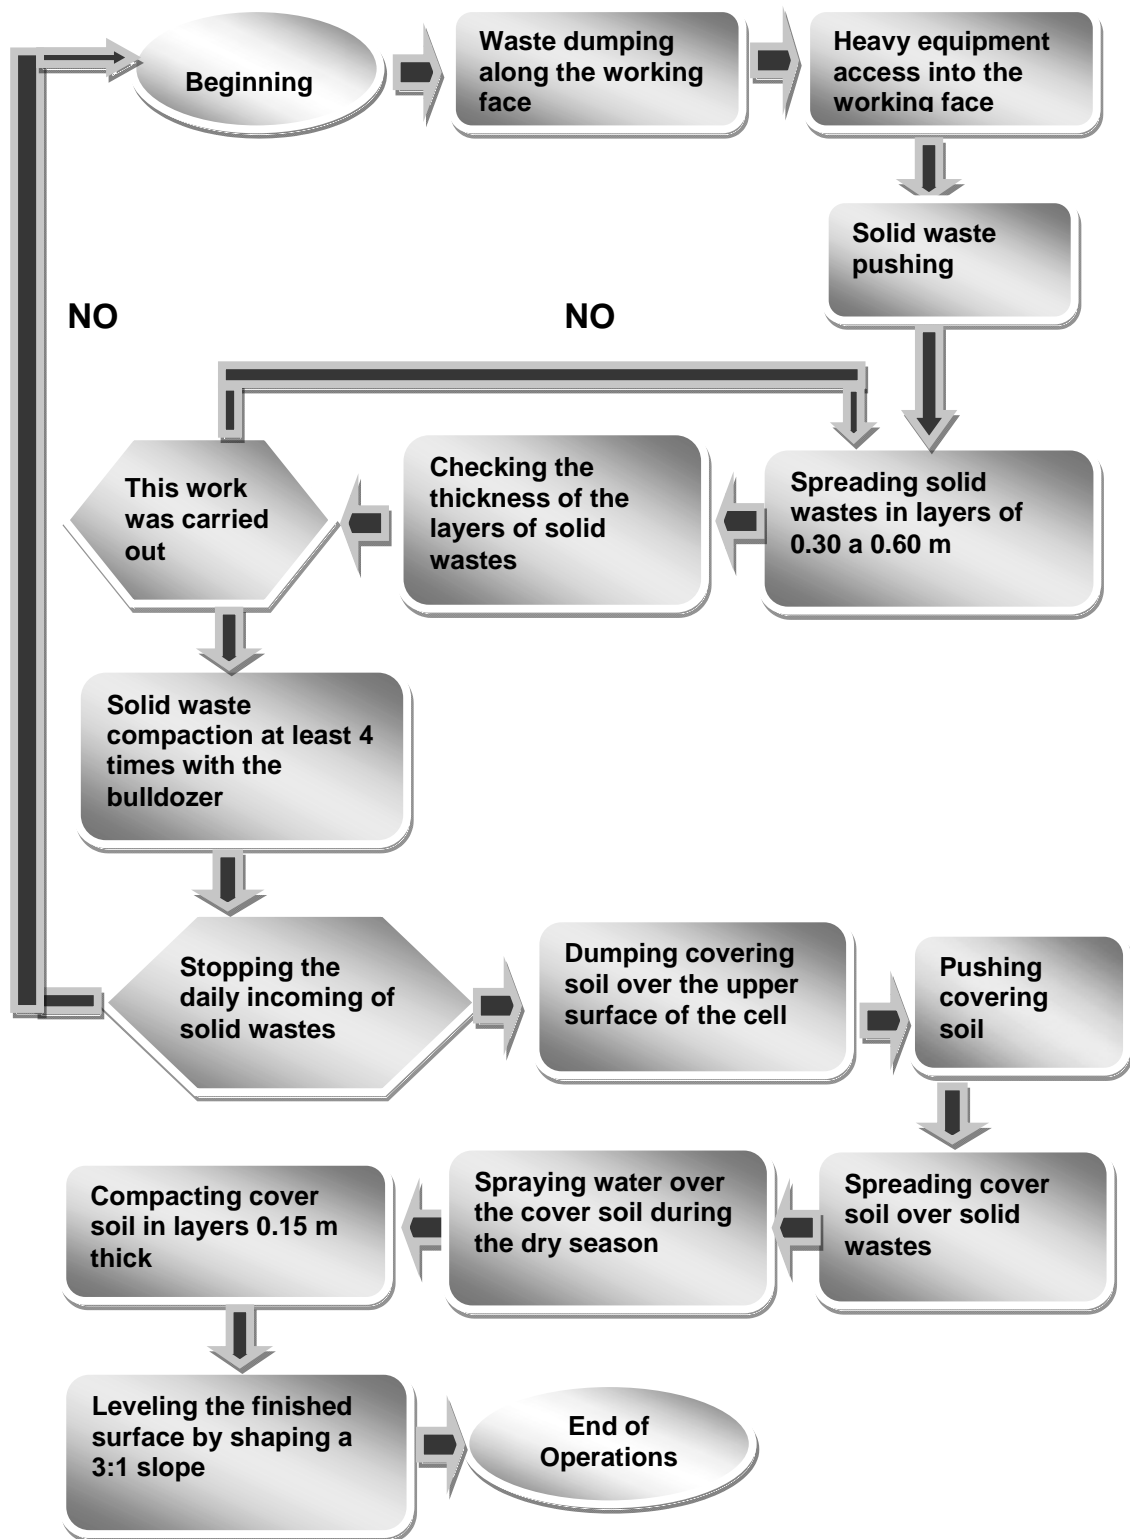 Beginning
Waste dumping
along the working
face
Heavy equipment
access into the
working face
Solid waste
pushing
NO
NO
Spreading solid
wastes in layers of
0.30 a 0.60 m
Checking the
thickness of the
layers of solid
wastes
This work
was carried
out
Solid waste
compaction at least 4
times with the
bulldozer
Stopping the
daily incoming of
solid wastes
Dumping covering
soil over the upper
surface of the cell
Pushing
covering
soil
Spreading cover
soil over solid
wastes
Spraying water over
the cover soil during
the dry season
Compacting cover
soil in layers 0.15 m
thick
Leveling the finished
surface by shaping a
3:1 slope
End of
Operations